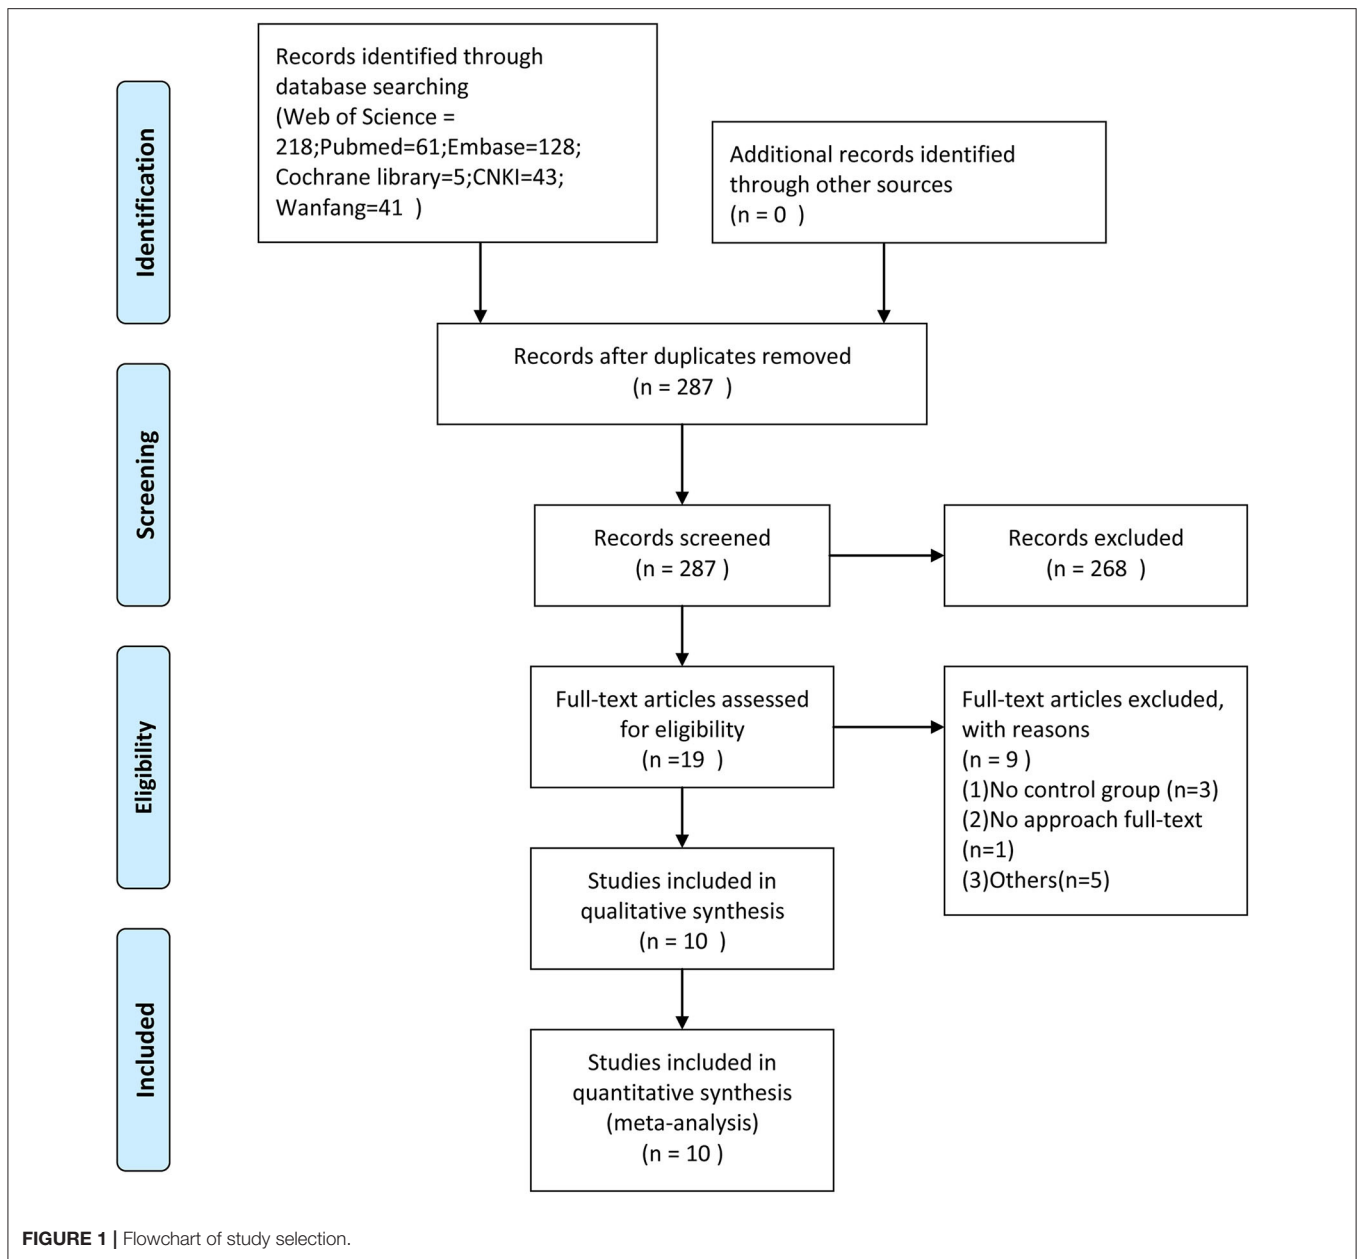 Identification
Records identified through
database searching
(Web of Science =
218;Pubmed=61;Embase=128;
Cochrane library=5;CNKI=43;
Wanfang=41  )
Additional records identified
through other sources
(n = 0  )
Records after duplicates removed
(n = 287  )
Screening
Records screened
(n = 287 )
Records excluded
(n = 268  )
Eligibility
Full-text articles assessed
for eligibility
(n =19  )
Full-text articles excluded,
with reasons
(n = 9 )
(1)No control group (n=3)
(2)No approach full-text
(n=1)
(3)Others(n=5)
Studies included in
qualitative synthesis
(n = 10  )
Included
Studies included in
quantitative synthesis
(meta-analysis)
(n = 10 )
FIGURE 1 | Flowchart of study selection.